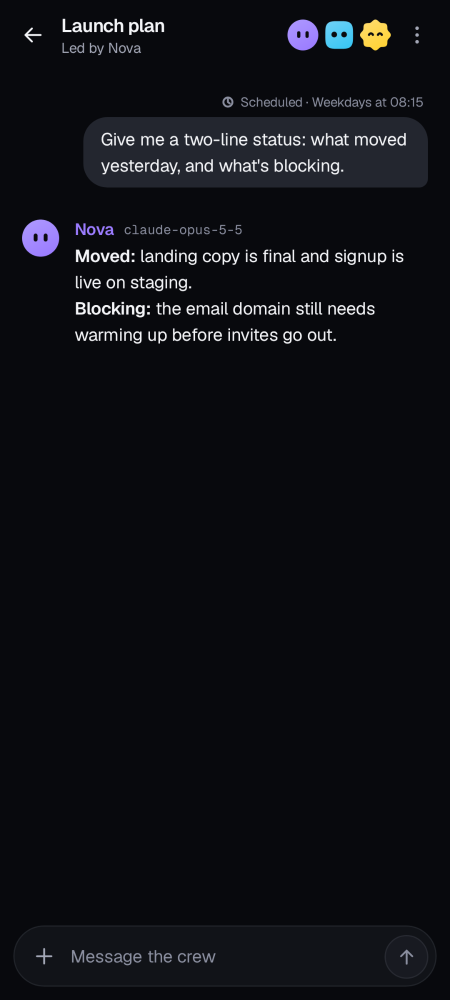 Launch plan
Led by Nova
Scheduled · Weekdays at 08:15
Give me a two-line status: what moved
yesterday, and what's blocking.
Nova claude-opus-5-5
Moved: landing copy is final and signup is
live on staging.
Blocking: the email domain still needs
warming up before invites go out.
Message the crew